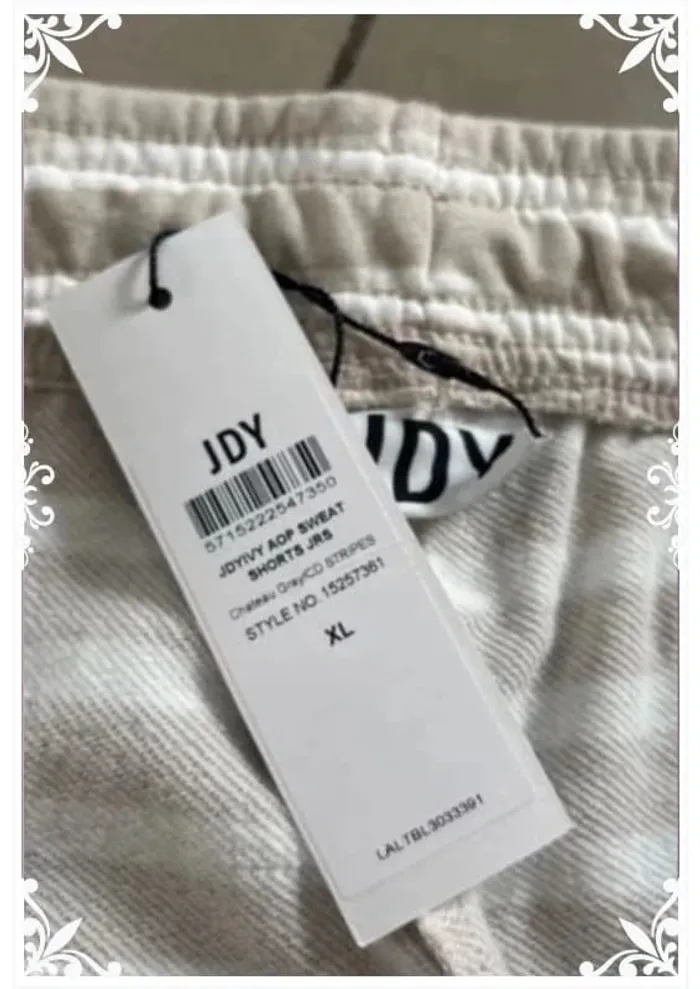 JDY
5715222547350
JDYIVY AOP SWEAT
SHORTS JRS
Chateau Gray/CD STRIPES
STYLE NO. 15257361
XL
LALTBL3033391
JDY